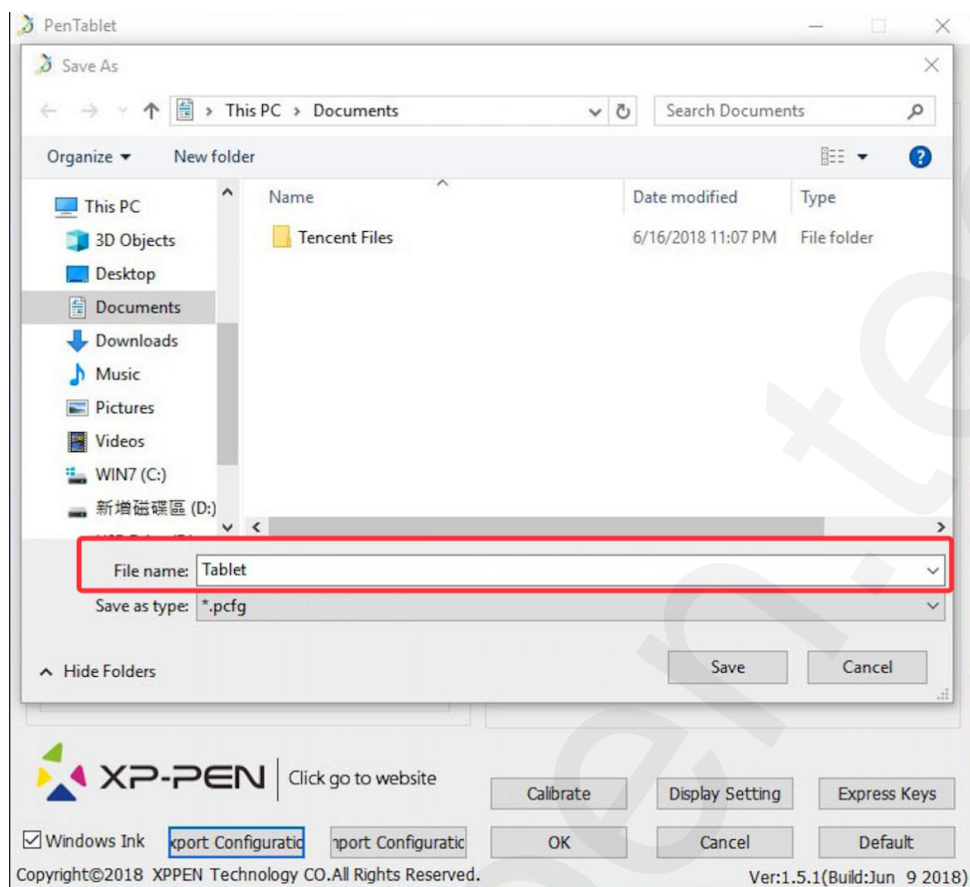 PenTablet
Save As
This PC > Documents
Search Documents
Organize
New folder
Name
Date modified
Type
This PC
Tencent Files
6/16/2018 11:07 PM
File folder
3D Objects
Desktop
Documents
Downloads
Music
Pictures
Videos
WIN7 (C:)
新增磁碟區 (D:)
File name: Tablet
Save as type: *.pcfg
Hide Folders
Save
Cancel
XP-PEN
Click go to website
Calibrate
Display Setting
Express Keys
Windows Ink
xport Configuratio
nport Configuratic
OK
Cancel
Default
Copyright©2018 XPPEN Technology CO.All Rights Reserved.
Ver:1.5.1(Build:Jun 9 2018)